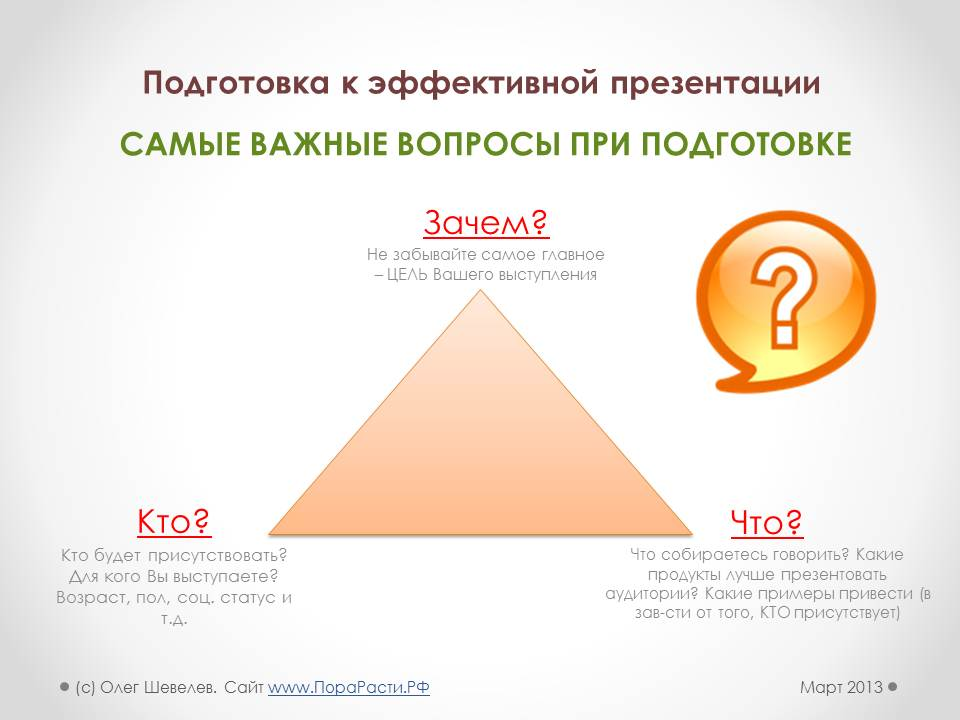 Подготовка к эффективной презентации
САМЫЕ ВАЖНЫЕ ВОПРОСЫ ПРИ ПОДГОТОВКЕ
Зачем?
Не забывайте самое главное
– ЦЕЛЬ Вашего выступления
?
Кто?
Кто будет присутствовать?
Для кого Вы выступаете?
Возраст, пол, соц. статус и
т.д.
Что?
Что собираетесь говорить? Какие
продукты лучше презентовать
аудитории? Какие примеры привести (в
зав-сти от того, КТО присутствует)
(с) Олег Шевелев. Сайт www.ПораРасти.РФ
Март 2013